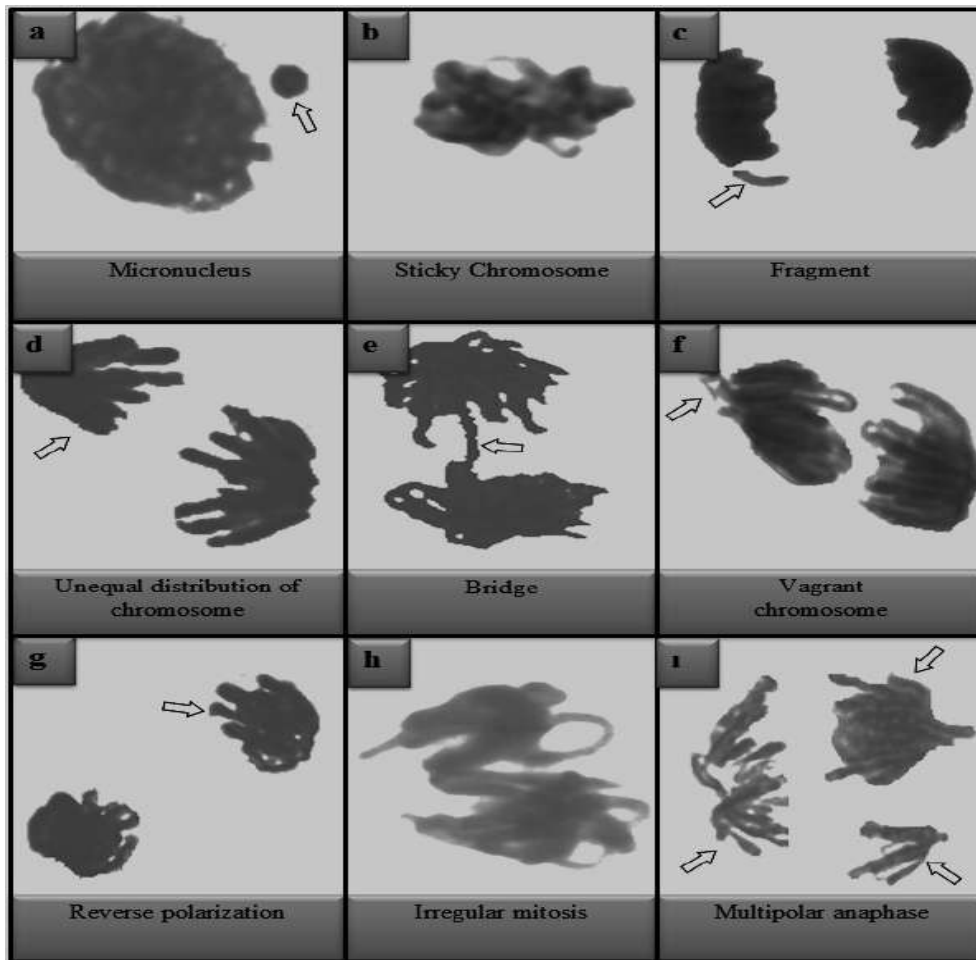 a
b
c
Micronucleus
Sticky Chromosome
Fragment
d
e
f
Unequal distribution of
chromosome
Bridge
Vagrant
chromosome
g
h
ı
Reverse polarization
Irregular mitosis
Multipolar anaphase